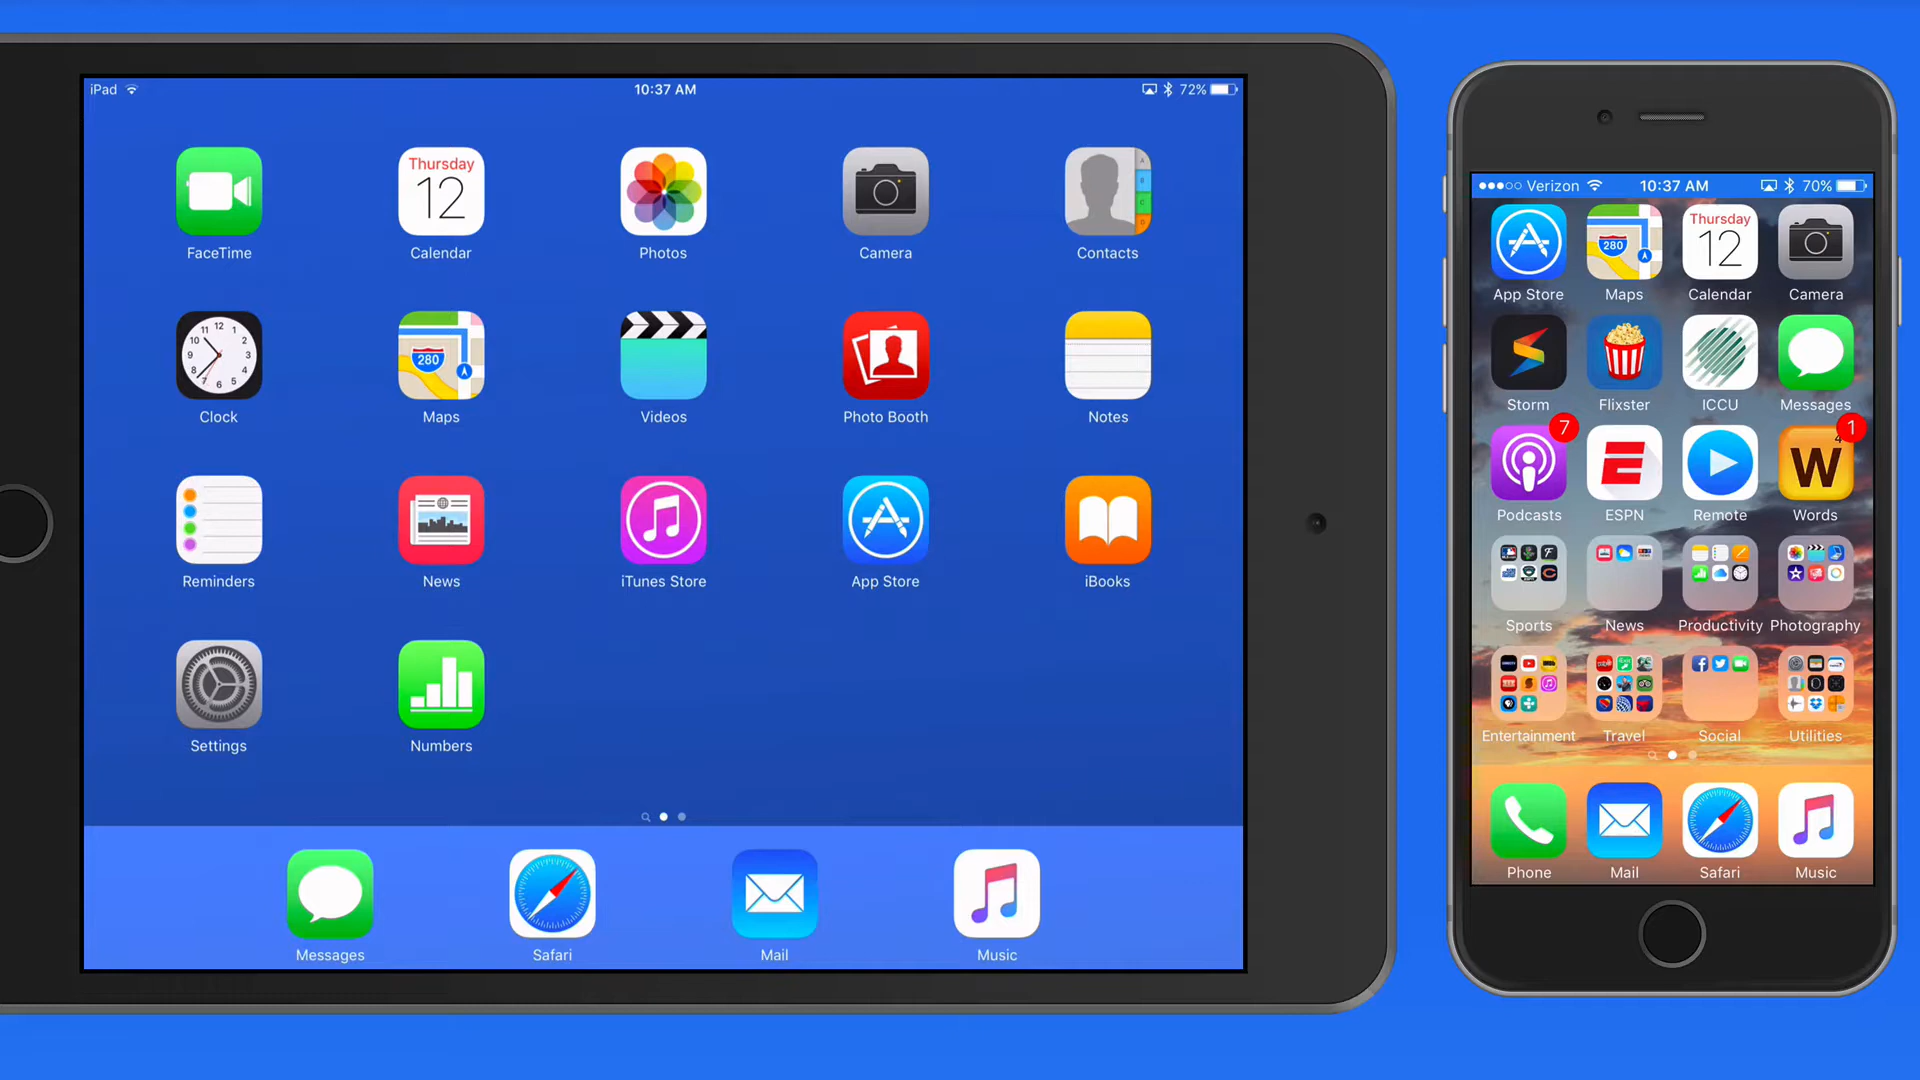 iPad 10:37 AM 72%
Thursday
12
FaceTime Calendar Photos Camera Contacts
280
Clock Maps Videos Photo Booth Notes
Reminders News iTunes Store App Store iBooks
Settings Numbers
Messages Safari Mail Music
Verizon 10:37 AM 70%
280 Thursday
12
App Store Maps Calendar Camera
Storm Flixster ICCU Messages
7 1
W
Podcasts ESPN Remote Words
Sports News Productivity Photography
Entertainment Travel Social Utilities
Phone Mail Safari Music